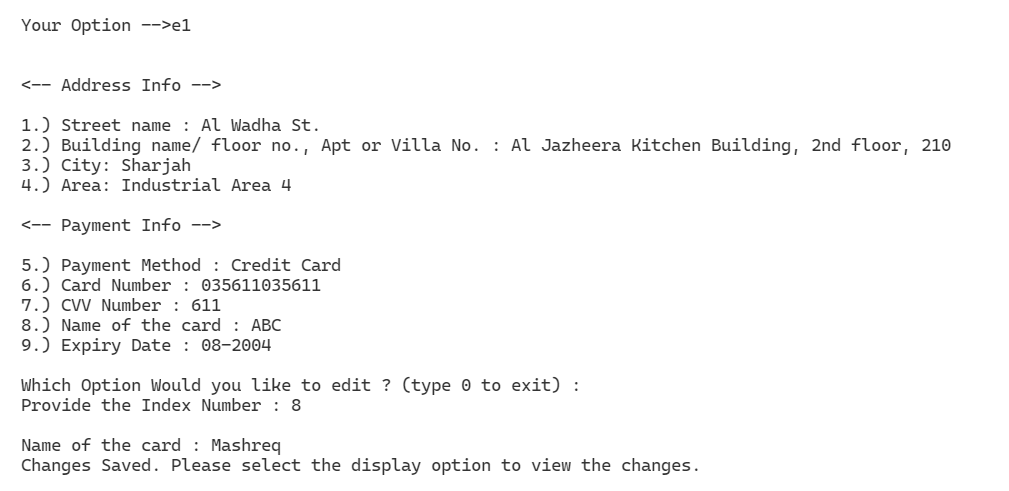 Your Option -->e1
<-- Address Info -->
1.) Street name : Al Wadha St.
2.) Building name/ floor no., Apt or Villa No. : Al Jazheera Kitchen Building, 2nd floor, 210
3.) City: Sharjah
4.) Area: Industrial Area 4
<-- Payment Info -->
5.) Payment Method : Credit Card
6.) Card Number : 035611035611
7.) CVV Number : 611
8.) Name of the card : ABC
9.) Expiry Date : 08-2004
Which Option Would you like to edit ? (type 0 to exit) :
Provide the Index Number : 8
Name of the card : Mashreq
Changes Saved. Please select the display option to view the changes.